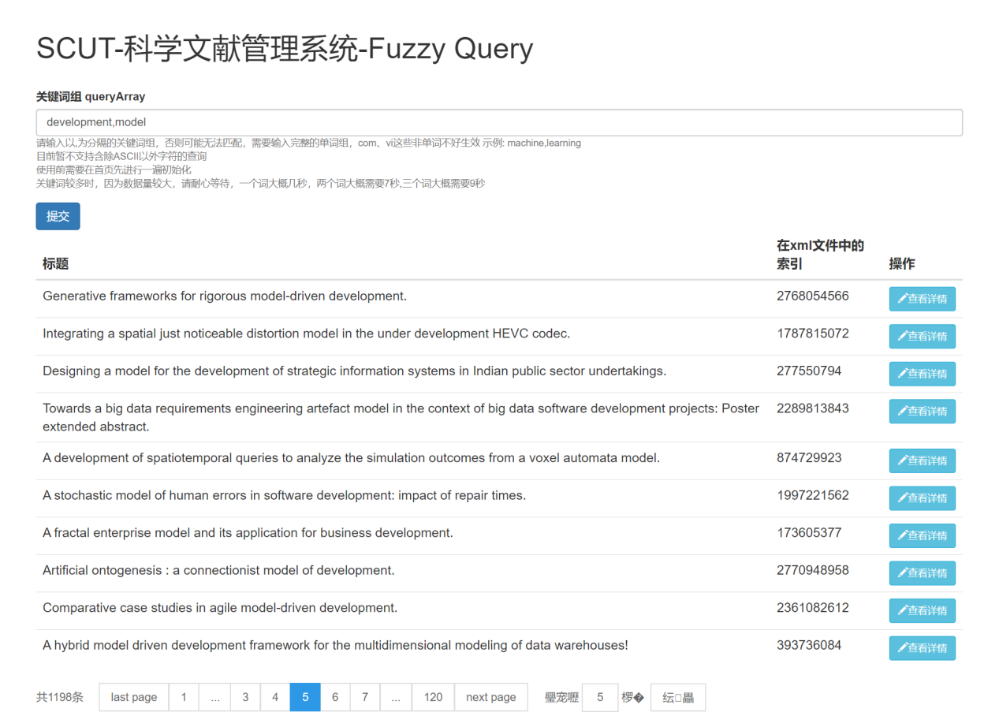 SCUT-科学文献管理系统-Fuzzy Query
关键词组 queryArray
development,model
请输入以,为分隔的关键词组，否则可能无法匹配，需要输入完整的单词组，com、vi这些非单词不好生效 示例: machine,learning
目前暂不支持含除ASCII以外字符的查询
使用前需要在首页先进行一遍初始化
关键词较多时，因为数据量较大，请耐心等待，一个词大概几秒，两个词大概需要7秒,三个词大概需要9秒
提交
标题 在xml文件中的索引 操作
Generative frameworks for rigorous model-driven development. 2768054566 查看详情
Integrating a spatial just noticeable distortion model in the under development HEVC codec. 1787815072 查看详情
Designing a model for the development of strategic information systems in Indian public sector undertakings. 277550794 查看详情
Towards a big data requirements engineering artefact model in the context of big data software development projects: Poster 2289813843 查看详情
extended abstract.
A development of spatiotemporal queries to analyze the simulation outcomes from a voxel automata model. 874729923 查看详情
A stochastic model of human errors in software development: impact of repair times. 1997221562 查看详情
A fractal enterprise model and its application for business development. 173605377 查看详情
Artificial ontogenesis : a connectionist model of development. 2770948958 查看详情
Comparative case studies in agile model-driven development. 2361082612 查看详情
A hybrid model driven development framework for the multidimensional modeling of data warehouses! 393736084 查看详情
共1198条 last page 1 ... 3 4 5 6 7 ... 120 next page 5